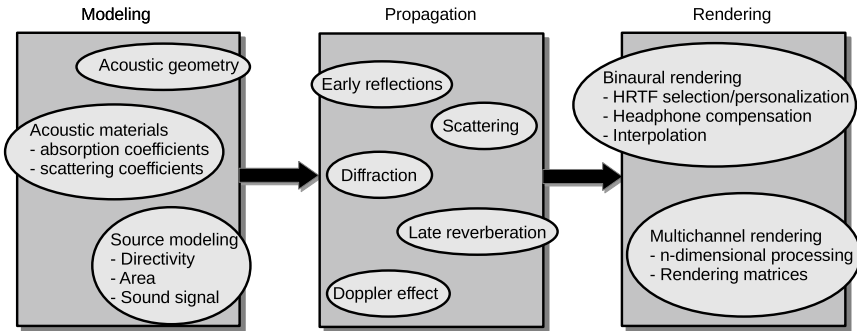 Modeling
Acoustic geometry
Acoustic materials
- absorption coefficients
- scattering coefficients
Source modeling
- Directivity
- Area
- Sound signal
Propagation
Early reflections
Scattering
Diffraction
Late reverberation
Doppler effect
Rendering
Binaural rendering
- HRTF selection/personalization
- Headphone compensation
- Interpolation
Multichannel rendering
- n-dimensional processing
- Rendering matrices